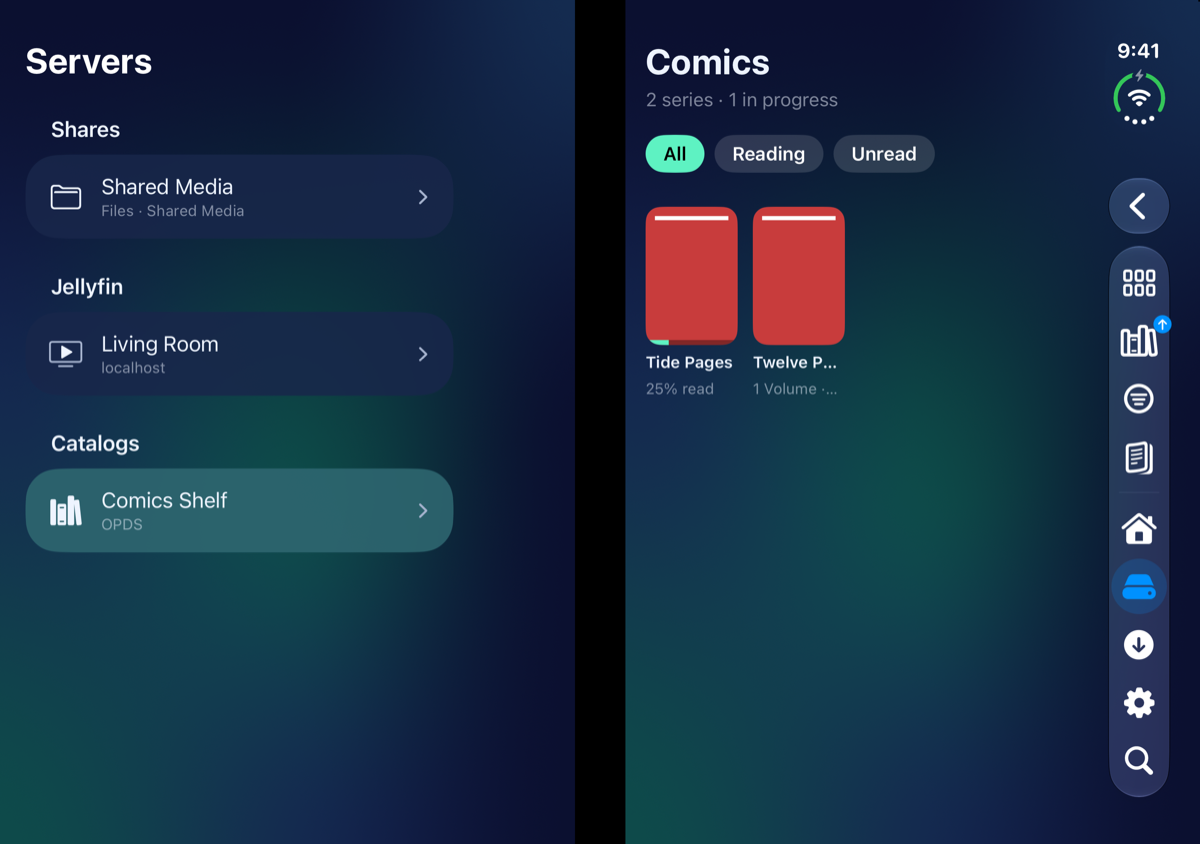 Servers
Shares
Shared Media
Files · Shared Media
Jellyfin
Living Room
localhost
Catalogs
Comics Shelf
OPDS
Comics
2 series · 1 in progress
All
Reading
Unread
Tide Pages
25% read
Twelve P...
1 Volume ·...
9:41